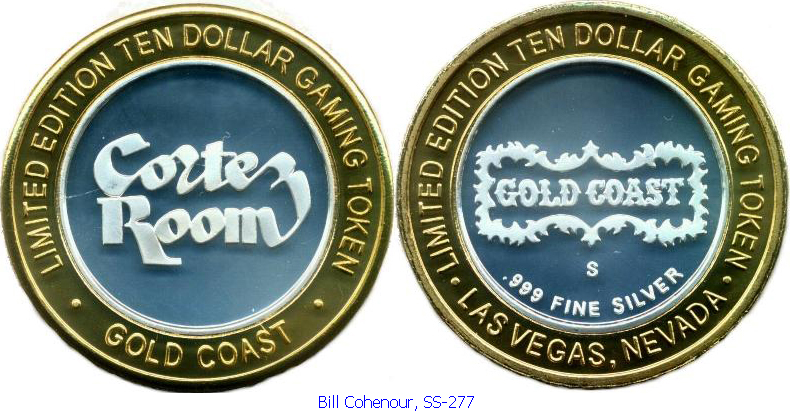 LIMITED EDITION TEN DOLLAR GAMING TOKEN
Cortez
Room
• GOLD COAST •
LIMITED EDITION TEN DOLLAR GAMING TOKEN
GOLD COAST
S
.999 FINE SILVER
• LAS VEGAS, NEVADA •
Bill Cohenour, SS-277